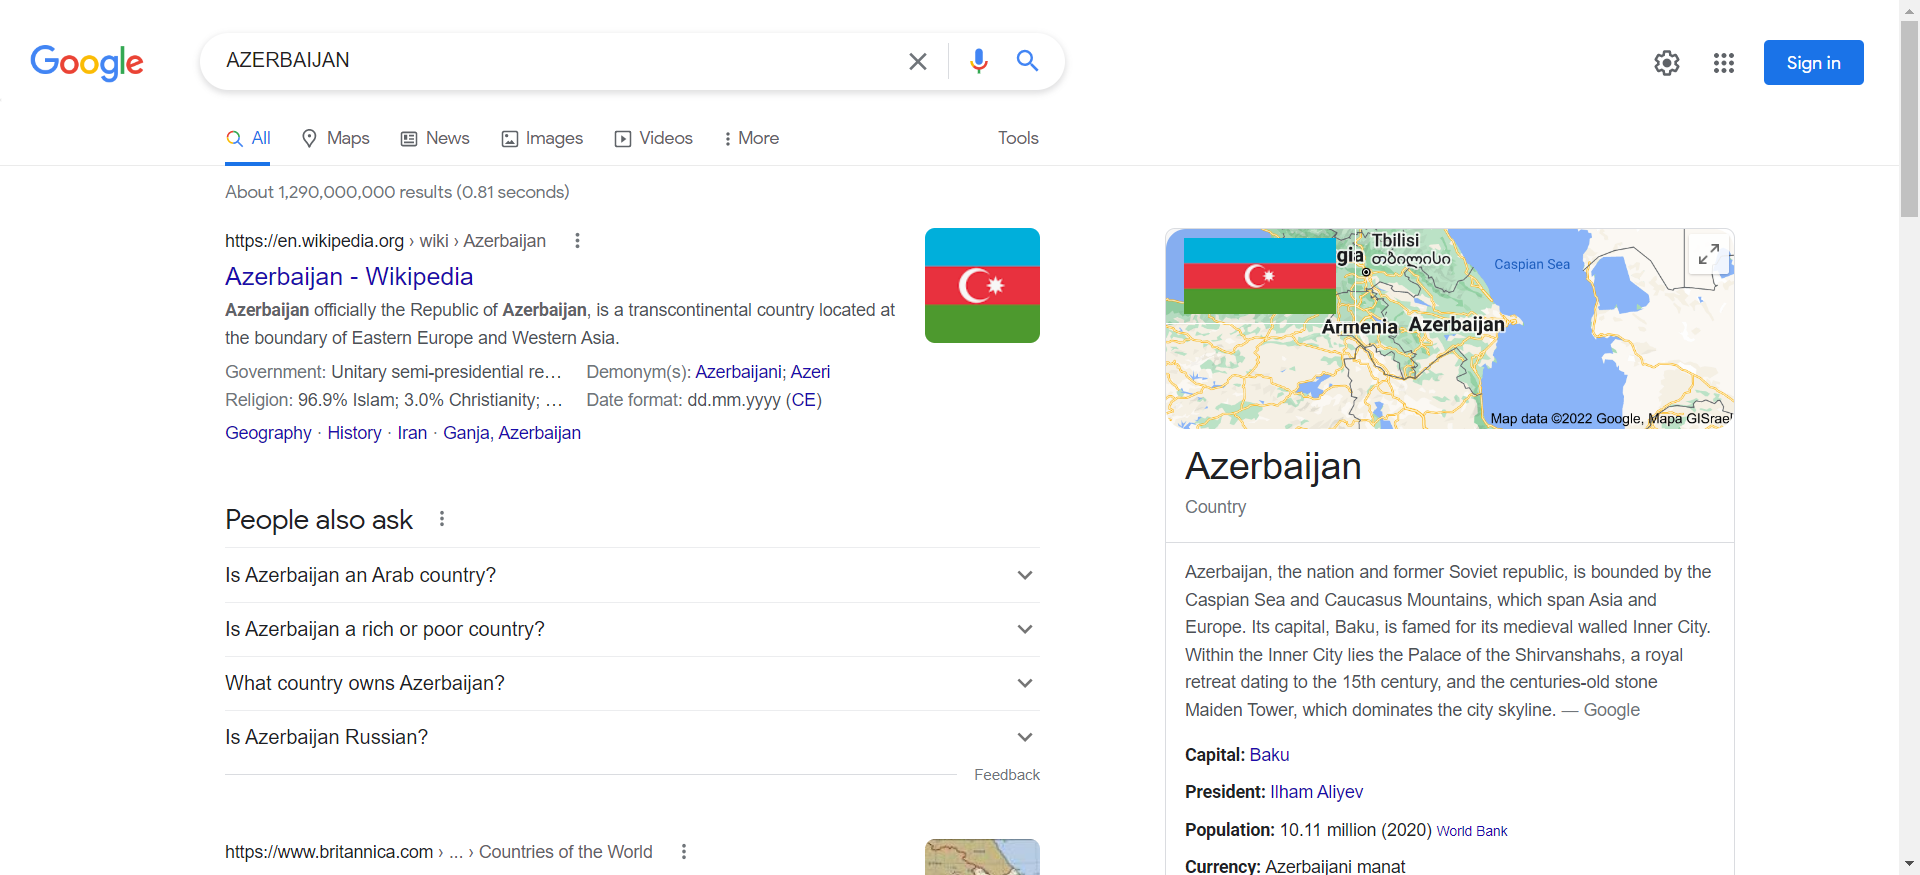 Google
AZERBAIJAN
Sign in
All
Maps
News
Images
Videos
More
Tools
About 1,290,000,000 results (0.81 seconds)
https://en.wikipedia.org › wiki › Azerbaijan
Azerbaijan - Wikipedia
Azerbaijan officially the Republic of Azerbaijan, is a transcontinental country located at
the boundary of Eastern Europe and Western Asia.
Government: Unitary semi-presidential re... Demonym(s): Azerbaijani; Azeri
Religion: 96.9% Islam; 3.0% Christianity; ... Date format: dd.mm.yyyy (CE)
Geography · History · Iran · Ganja, Azerbaijan
People also ask
Is Azerbaijan an Arab country?
Is Azerbaijan a rich or poor country?
What country owns Azerbaijan?
Is Azerbaijan Russian?
Feedback
https://www.britannica.com › ... › Countries of the World
Tbilisi
gia თბილისი
Caspian Sea
Armenia Azerbaijan
Map data ©2022 Google, Mapa GISrael
Azerbaijan
Country
Azerbaijan, the nation and former Soviet republic, is bounded by the
Caspian Sea and Caucasus Mountains, which span Asia and
Europe. Its capital, Baku, is famed for its medieval walled Inner City.
Within the Inner City lies the Palace of the Shirvanshahs, a royal
retreat dating to the 15th century, and the centuries-old stone
Maiden Tower, which dominates the city skyline. — Google
Capital: Baku
President: Ilham Aliyev
Population: 10.11 million (2020) World Bank
Currency: Azerbaijani manat